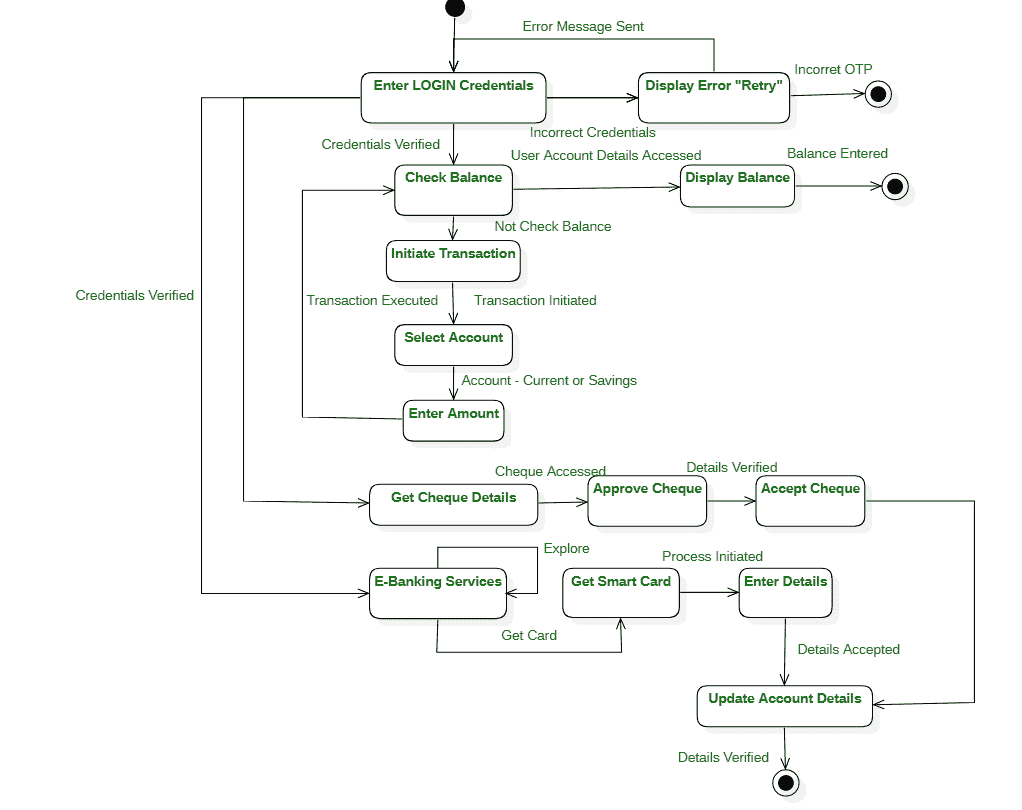 Error Message Sent
Incorret OTP
Enter LOGIN Credentials
Display Error "Retry"
Incorrect Credentials
Credentials Verified
User Account Details Accessed
Balance Entered
Check Balance
Display Balance
Not Check Balance
Initiate Transaction
Credentials Verified
Transaction Executed
Transaction Initiated
Select Account
Account - Current or Savings
Enter Amount
Cheque Accessed
Details Verified
Get Cheque Details
Approve Cheque
Accept Cheque
Explore
Process Initiated
E-Banking Services
Get Smart Card
Enter Details
Get Card
Details Accepted
Update Account Details
Details Verified